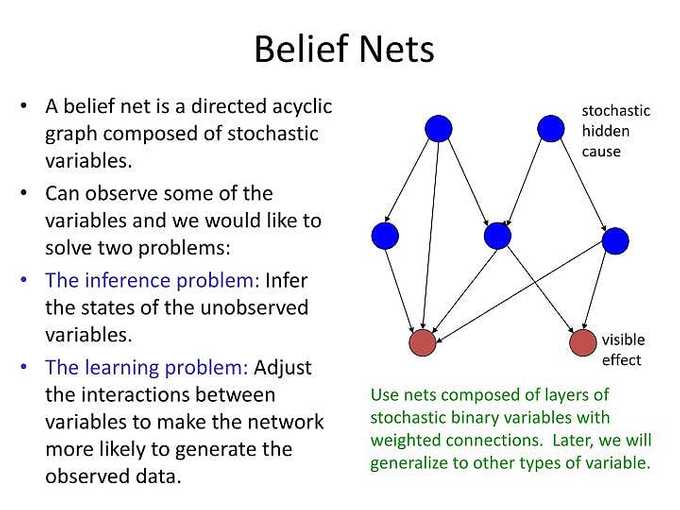 Belief Nets
• A belief net is a directed acyclic
graph composed of stochastic
variables.
• Can observe some of the
variables and we would like to
solve two problems:
• The inference problem: Infer
the states of the unobserved
variables.
• The learning problem: Adjust
the interactions between
variables to make the network
more likely to generate the
observed data.
stochastic
hidden
cause
visible
effect
Use nets composed of layers of
stochastic binary variables with
weighted connections.  Later, we will
generalize to other types of variable.